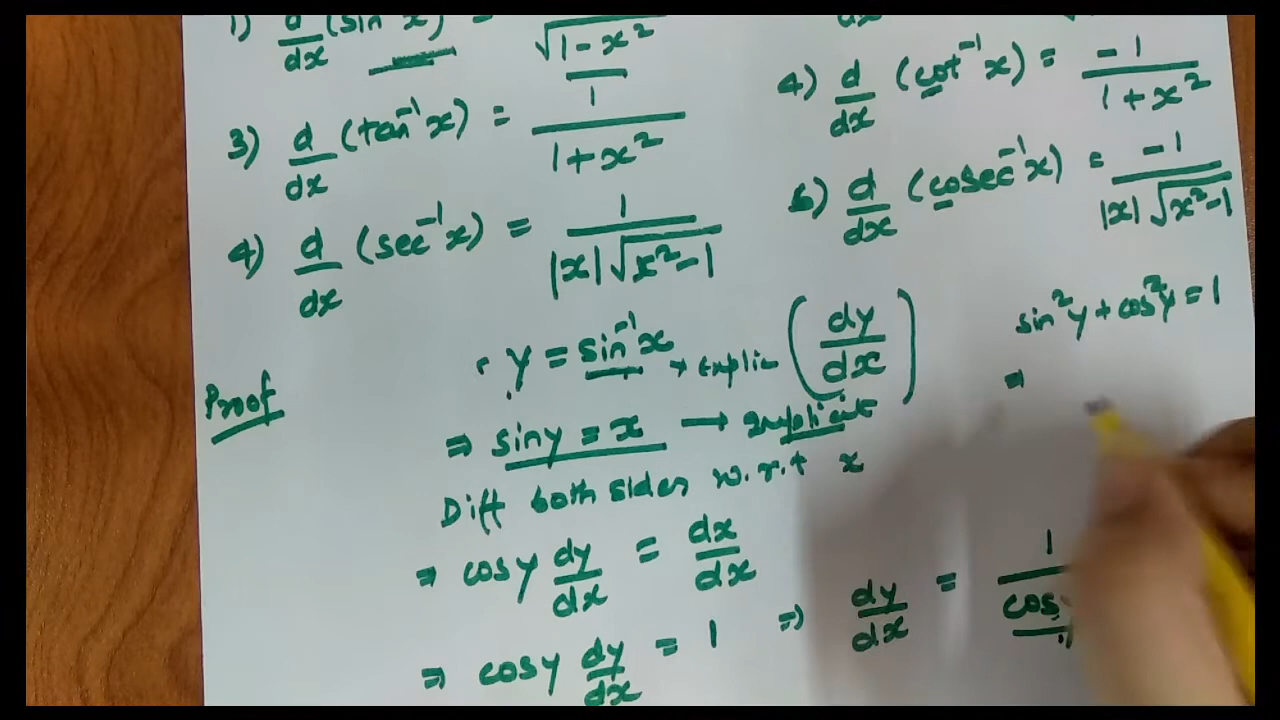 1) d/dx (sin⁻¹ x) = /√1-x²
dx
3) d/dx (tan⁻¹x) = 1/1+x²
4) d/dx (cot⁻¹x) = -1/1+x²
4) d/dx (sec⁻¹x) = 1/|x|√x²-1
6) d/dx (cosec⁻¹x) = -1/|x|√x²-1
Proof
y = sin⁻¹x → explic (dy/dx)
⇒ siny = x →
Diff both sides w.r.t x
⇒ cosy dy/dx = dx/dx
⇒ cosy dy/dx = 1 ⇒ dy/dx = 1/cos
sin²y + cos²y = 1
=